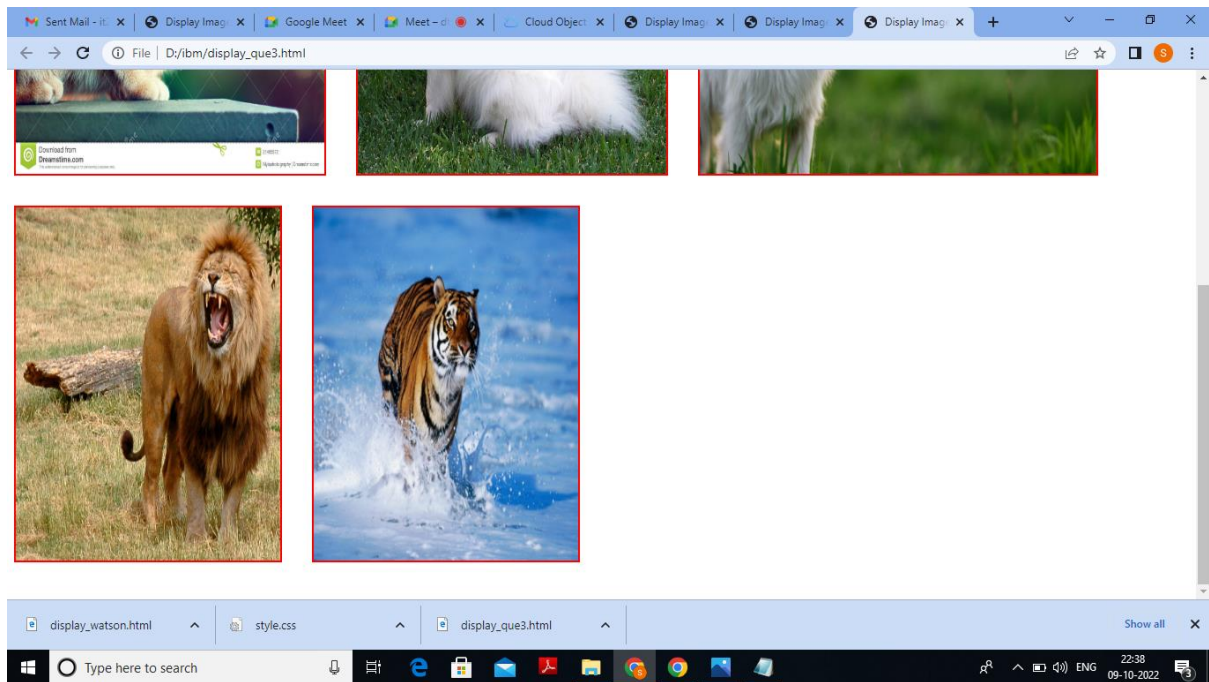 Sent Mail - it
Display Imag
Google Meet
Meet – d
Cloud Object
Display Imag
Display Imag
Display Imag
File | D:/ibm/display_que3.html
Download from
Dreamstime.com
display_watson.html
style.css
display_que3.html
Show all
Type here to search
ENG
22:38
09-10-2022
3